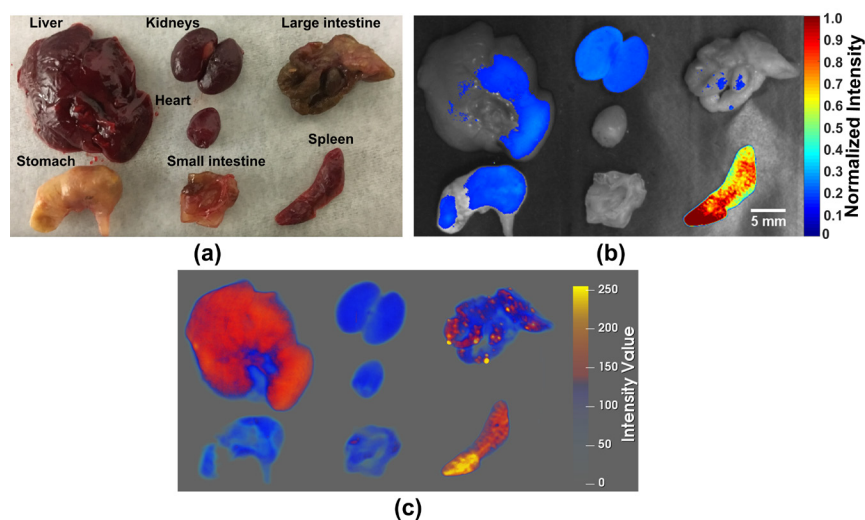 Liver
Kidneys
Large intestine
Heart
Stomach
Small intestine
Spleen
(a)
1.0
0.9
0.8
0.7
0.6
0.5
0.4
0.3
0.2
0.1
0
Normalized Intensity
5 mm
(b)
250
200
150
100
50
0
Intensity Value
(c)